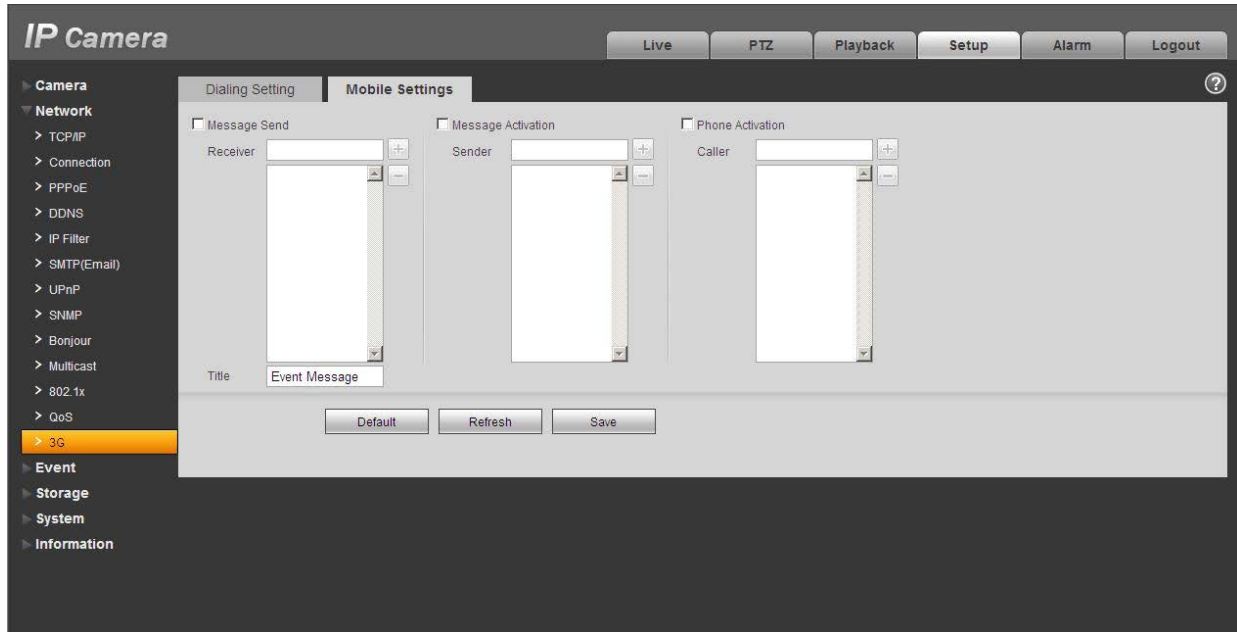 IP Camera
Live PTZ Playback Setup Alarm Logout
Camera
Network
> TCP/IP
> Connection
> PPPoE
> DDNS
> IP Filter
> SMTP(Email)
> UPnP
> SNMP
> Bonjour
> Multicast
> 802.1x
> QoS
> 3G
Event
Storage
System
Information
Dialing Setting Mobile Settings ?
Message Send Message Activation Phone Activation
Receiver + Sender + Caller +
− − −
Title Event Message
Default Refresh Save